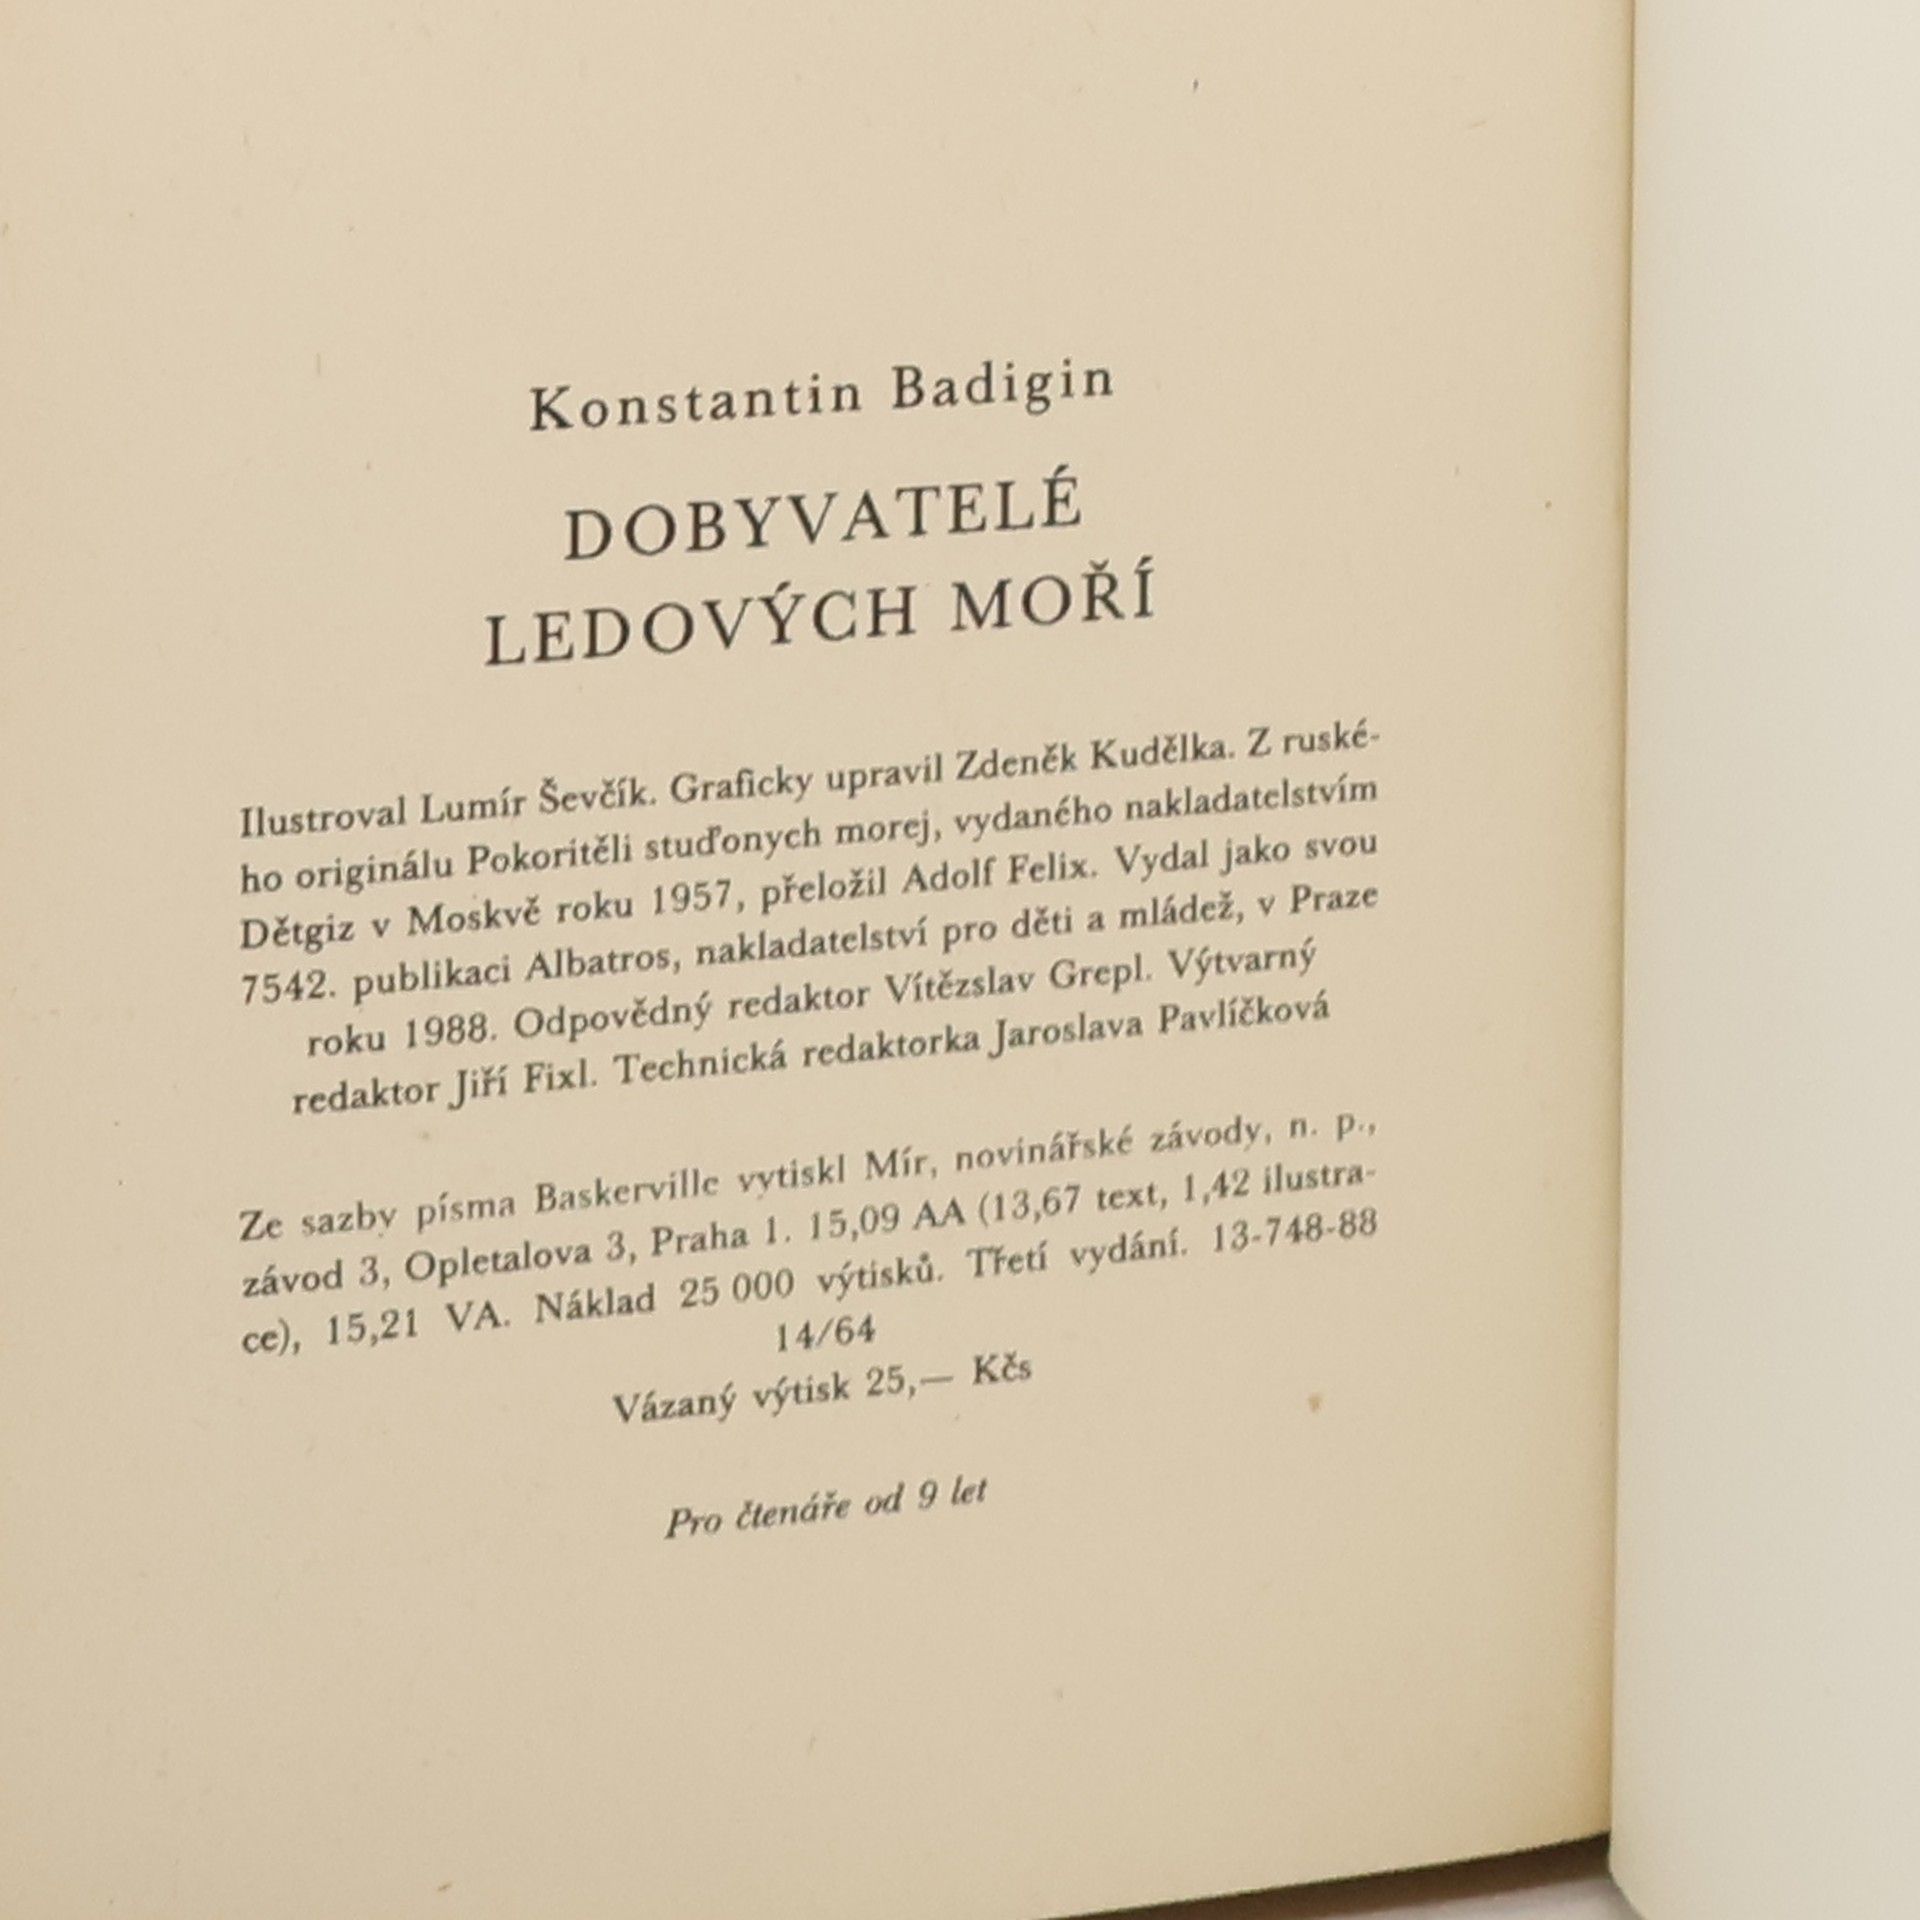 Konstantin Badigin
DOBYVATELÉ
LEDOVÝCH MOŘÍ
Ilustroval Lumír Ševčík. Graficky upravil Zdeněk Kudělka. Z ruské-
ho originálu Pokoritěli stuďonych morej, vydaného nakladatelstvím
Dětgiz v Moskvě roku 1957, přeložil Adolf Felix. Vydal jako svou
7542. publikaci Albatros, nakladatelství pro děti a mládež, v Praze
roku 1988. Odpovědný redaktor Vítězslav Grepl. Výtvarný
redaktor Jiří Fixl. Technická redaktorka Jaroslava Pavlíčková
Ze sazby písma Baskerville vytiskl Mír, novinářské závody, n. p.,
závod 3, Opletalova 3, Praha 1. 15,09 AA (13,67 text, 1,42 ilustra-
ce), 15,21 VA. Náklad 25 000 výtisků. Třetí vydání. 13-748-88
14/64
Vázaný výtisk 25,— Kčs
Pro čtenáře od 9 let